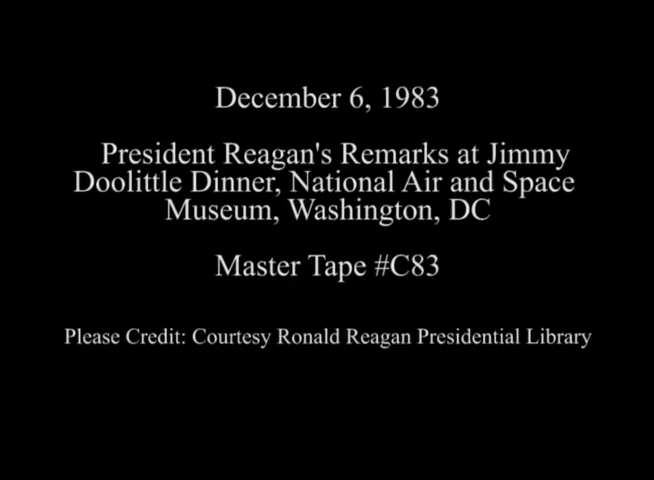 December 6, 1983
President Reagan's Remarks at Jimmy
Doolittle Dinner, National Air and Space
Museum, Washington, DC
Master Tape #C83
Please Credit: Courtesy Ronald Reagan Presidential Library